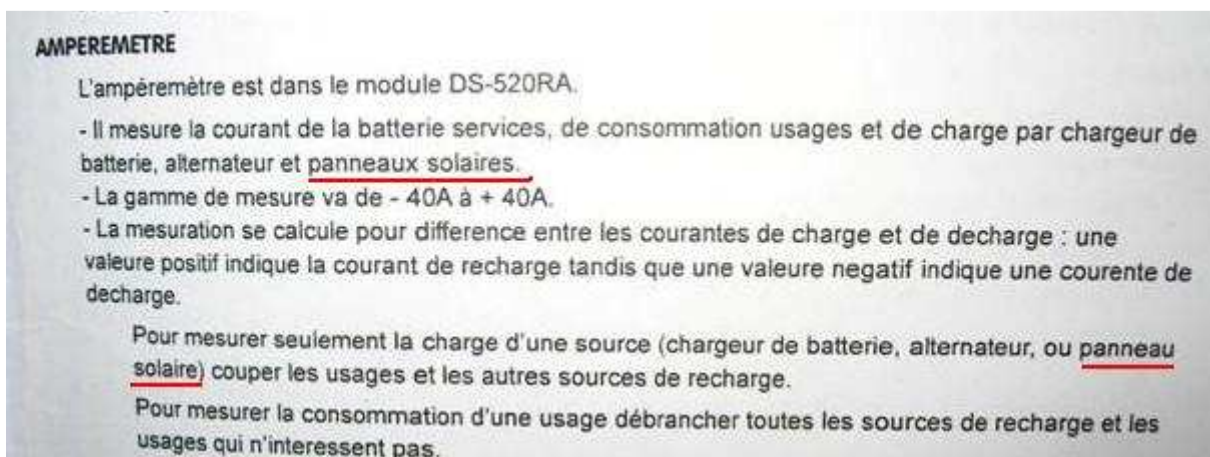 AMPEREMETRE
L'ampéremètre est dans le module DS-520RA.
- Il mesure la courant de la batterie services, de consommation usages et de charge par chargeur de
batterie, alternateur et panneaux solaires.
- La gamme de mesure va de - 40A à + 40A.
- La mesuration se calcule pour difference entre les courantes de charge et de decharge : une
valeure positif indique la courant de recharge tandis que une valeure negatif indique une courente de
decharge.
Pour mesurer seulement la charge d'une source (chargeur de batterie, alternateur, ou panneau
solaire) couper les usages et les autres sources de recharge.
Pour mesurer la consommation d'une usage débrancher toutes les sources de recharge et les
usages qui n'interessent pas.